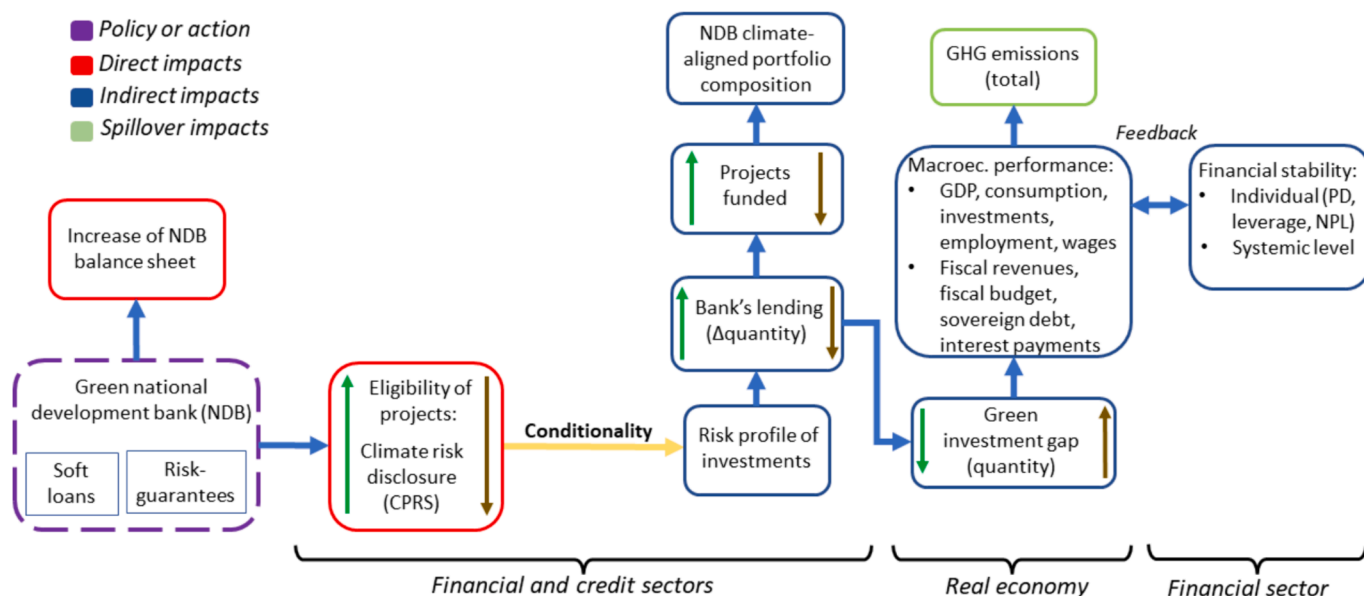 Policy or action
Direct impacts
Indirect impacts
Spillover impacts
Increase of NDB
balance sheet
Green national
development bank (NDB)
Soft
loans
Risk-
guarantees
Eligibility of
projects:
Climate risk
disclosure
(CPRS)
Conditionality
NDB climate-
aligned portfolio
composition
Projects
funded
Bank's lending
(Δquantity)
Risk profile of
investments
GHG emissions
(total)
Macroec. performance:
• GDP, consumption,
investments,
employment, wages
• Fiscal revenues,
fiscal budget,
sovereign debt,
interest payments
Green
investment gap
(quantity)
Feedback
Financial stability:
• Individual (PD,
leverage, NPL)
• Systemic level
Financial and credit sectors
Real economy
Financial sector